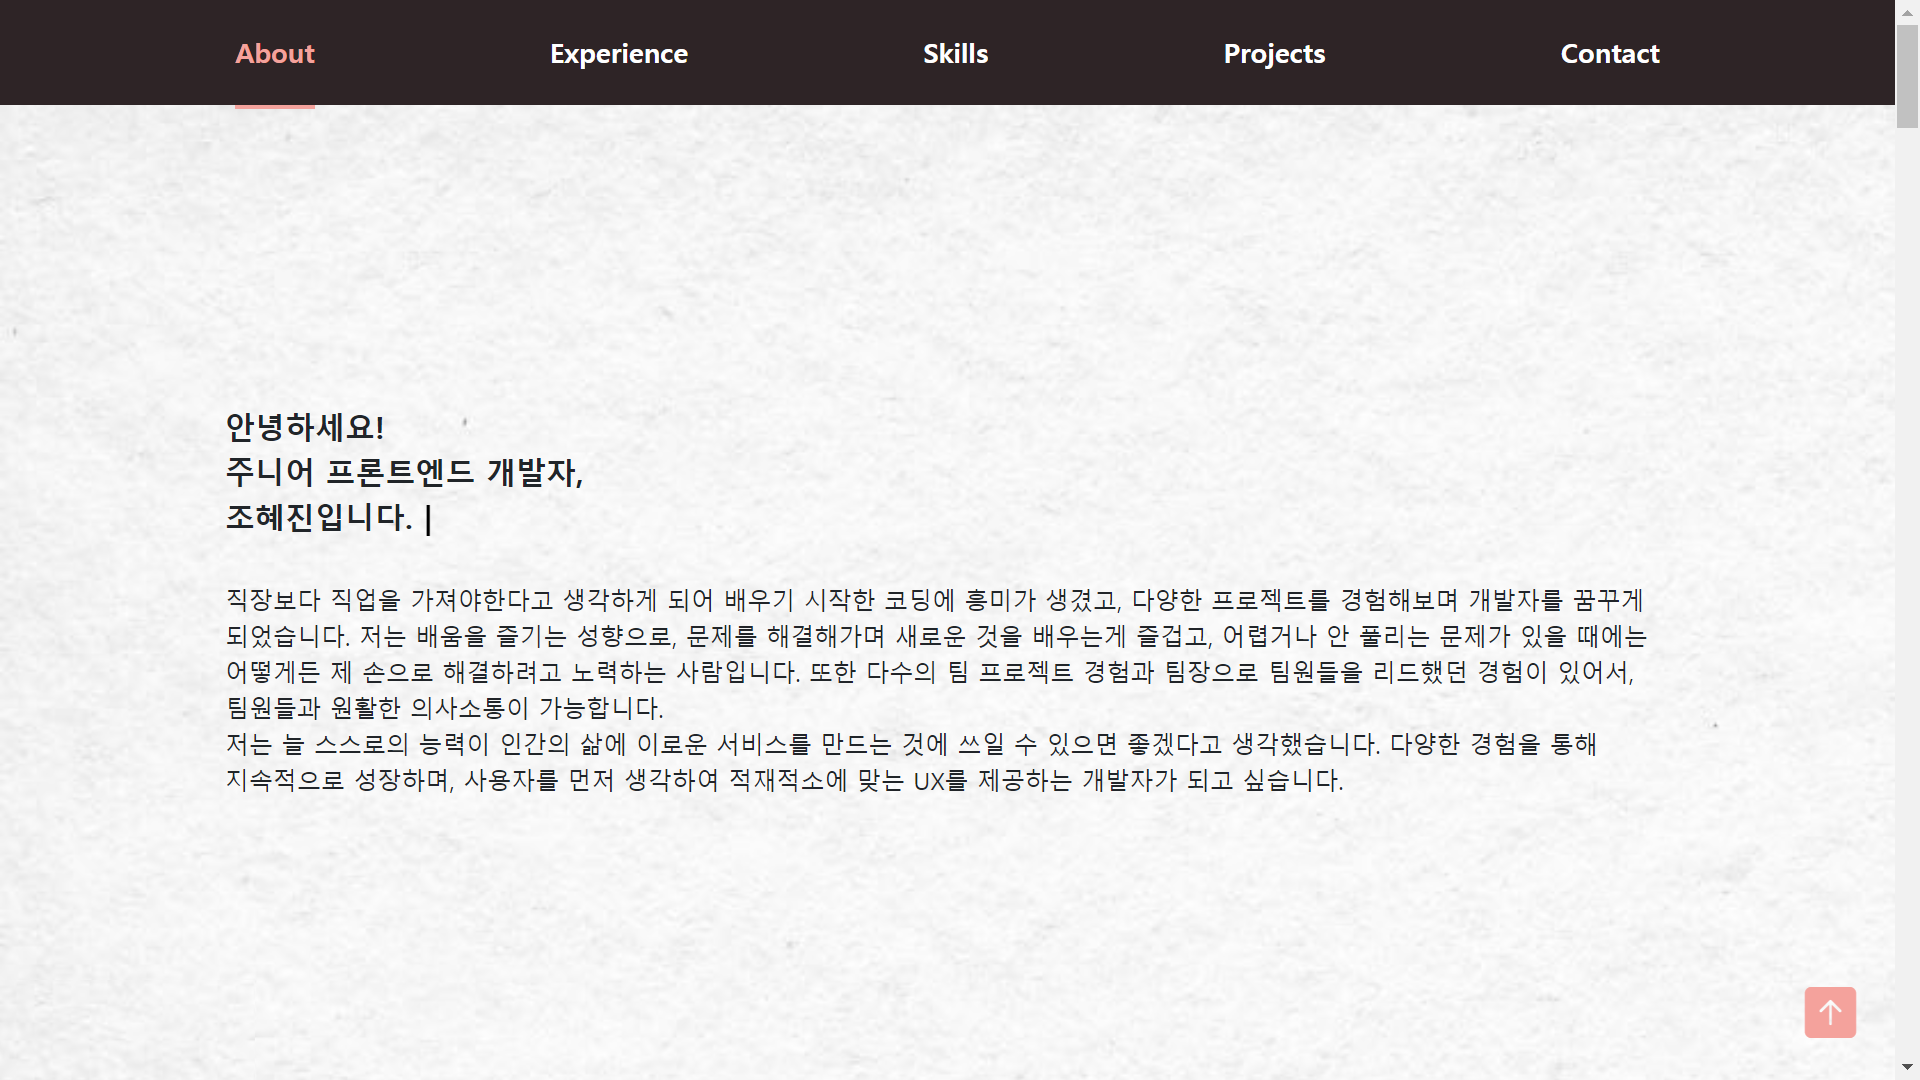 About Experience Skills Projects Contact
안녕하세요!
주니어 프론트엔드 개발자,
조혜진입니다. |
직장보다 직업을 가져야한다고 생각하게 되어 배우기 시작한 코딩에 흥미가 생겼고, 다양한 프로젝트를 경험해보며 개발자를 꿈꾸게
되었습니다. 저는 배움을 즐기는 성향으로, 문제를 해결해가며 새로운 것을 배우는게 즐겁고, 어렵거나 안 풀리는 문제가 있을 때에는
어떻게든 제 손으로 해결하려고 노력하는 사람입니다. 또한 다수의 팀 프로젝트 경험과 팀장으로 팀원들을 리드했던 경험이 있어서,
팀원들과 원활한 의사소통이 가능합니다.
저는 늘 스스로의 능력이 인간의 삶에 이로운 서비스를 만드는 것에 쓰일 수 있으면 좋겠다고 생각했습니다. 다양한 경험을 통해
지속적으로 성장하며, 사용자를 먼저 생각하여 적재적소에 맞는 UX를 제공하는 개발자가 되고 싶습니다.